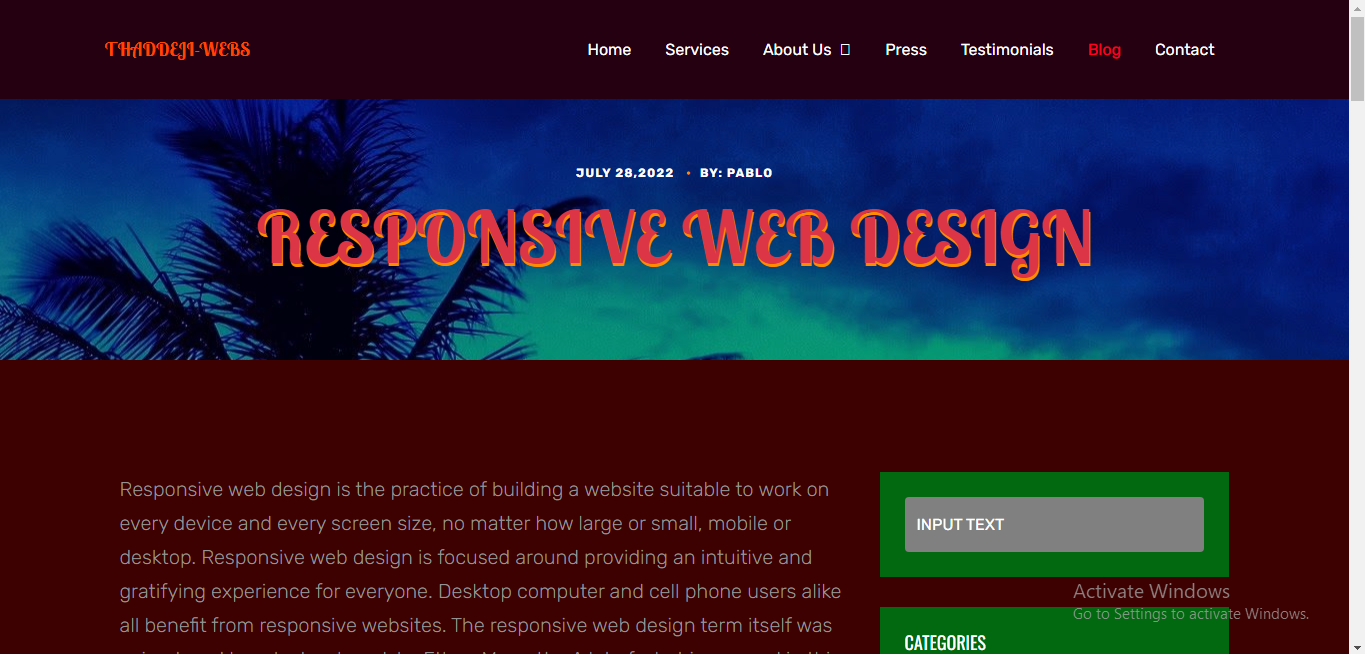 THADDEJI-WEBS
Home Services About Us Press Testimonials Blog Contact
JULY 28,2022 • BY: PABLO
RESPONSIVE WEB DESIGN
Responsive web design is the practice of building a website suitable to work on
every device and every screen size, no matter how large or small, mobile or
desktop. Responsive web design is focused around providing an intuitive and
gratifying experience for everyone. Desktop computer and cell phone users alike
all benefit from responsive websites. The responsive web design term itself was
INPUT TEXT
CATEGORIES
Activate Windows
Go to Settings to activate Windows.